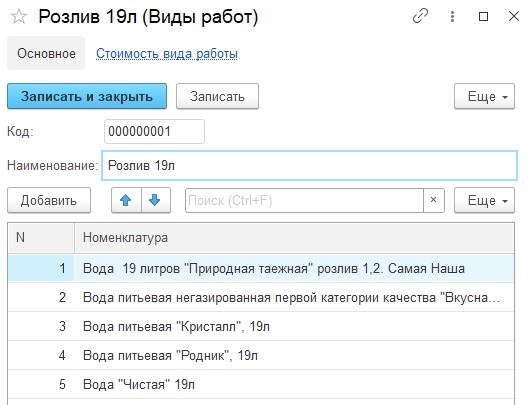 Розлив 19л (Виды работ)
Основное Стоимость вида работы
Записать и закрыть Записать Еще
Код: 000000001
Наименование: Розлив 19л
Добавить Поиск (Ctrl+F) × Еще
N Номенклатура
1 Вода 19 литров "Природная таежная" розлив 1,2. Самая Наша
2 Вода питьевая негазированная первой категории качества "Вкусна...
3 Вода питьевая "Кристалл", 19л
4 Вода питьевая "Родник", 19л
5 Вода "Чистая" 19л